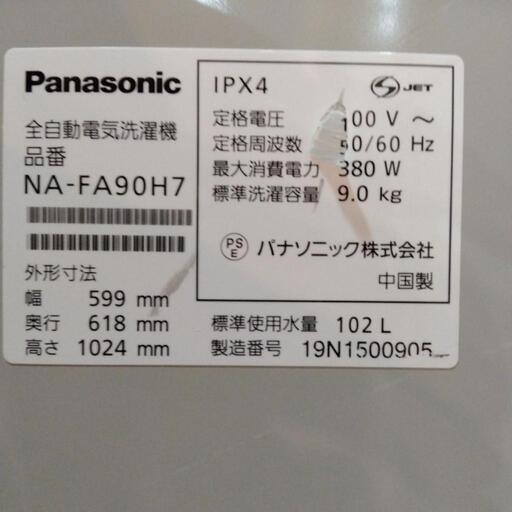 Panasonic
全自動電気洗濯機
品番
NA-FA90H7
外形寸法
幅 599 mm
奥行 618 mm
高さ 1024 mm
IPX4
S JET
定格電圧 100 V ～
定格周波数 50/60 Hz
最大消費電力 380 W
標準洗濯容量 9.0 kg
PS
E
パナソニック株式会社
中国製
標準使用水量 102 L
製造番号 19N1500905